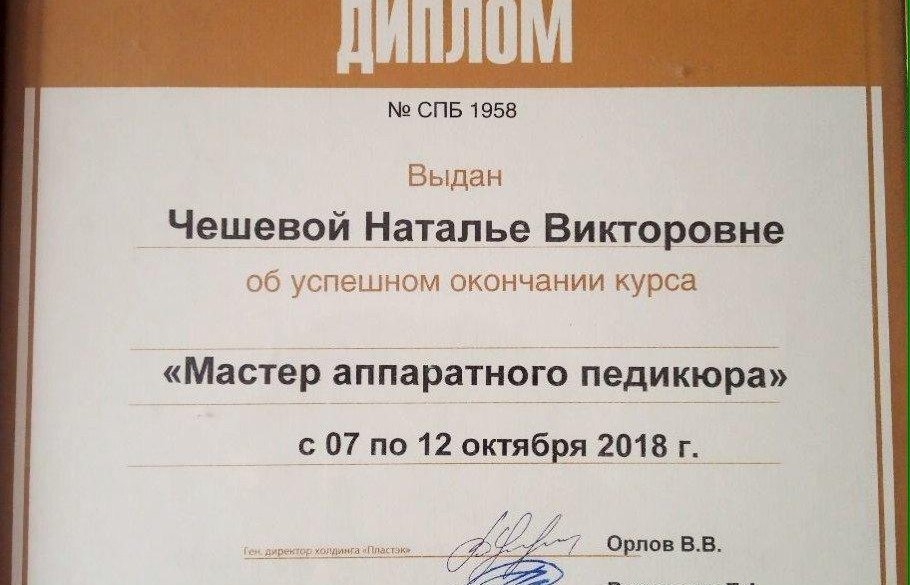 ДИПЛОМ
№ СПБ 1958
Выдан
Чешевой Наталье Викторовне
об успешном окончании курса
«Мастер аппаратного педикюра»
с 07 по 12 октября 2018 г.
Ген. директор холдинга «Пластэк» Орлов В.В.